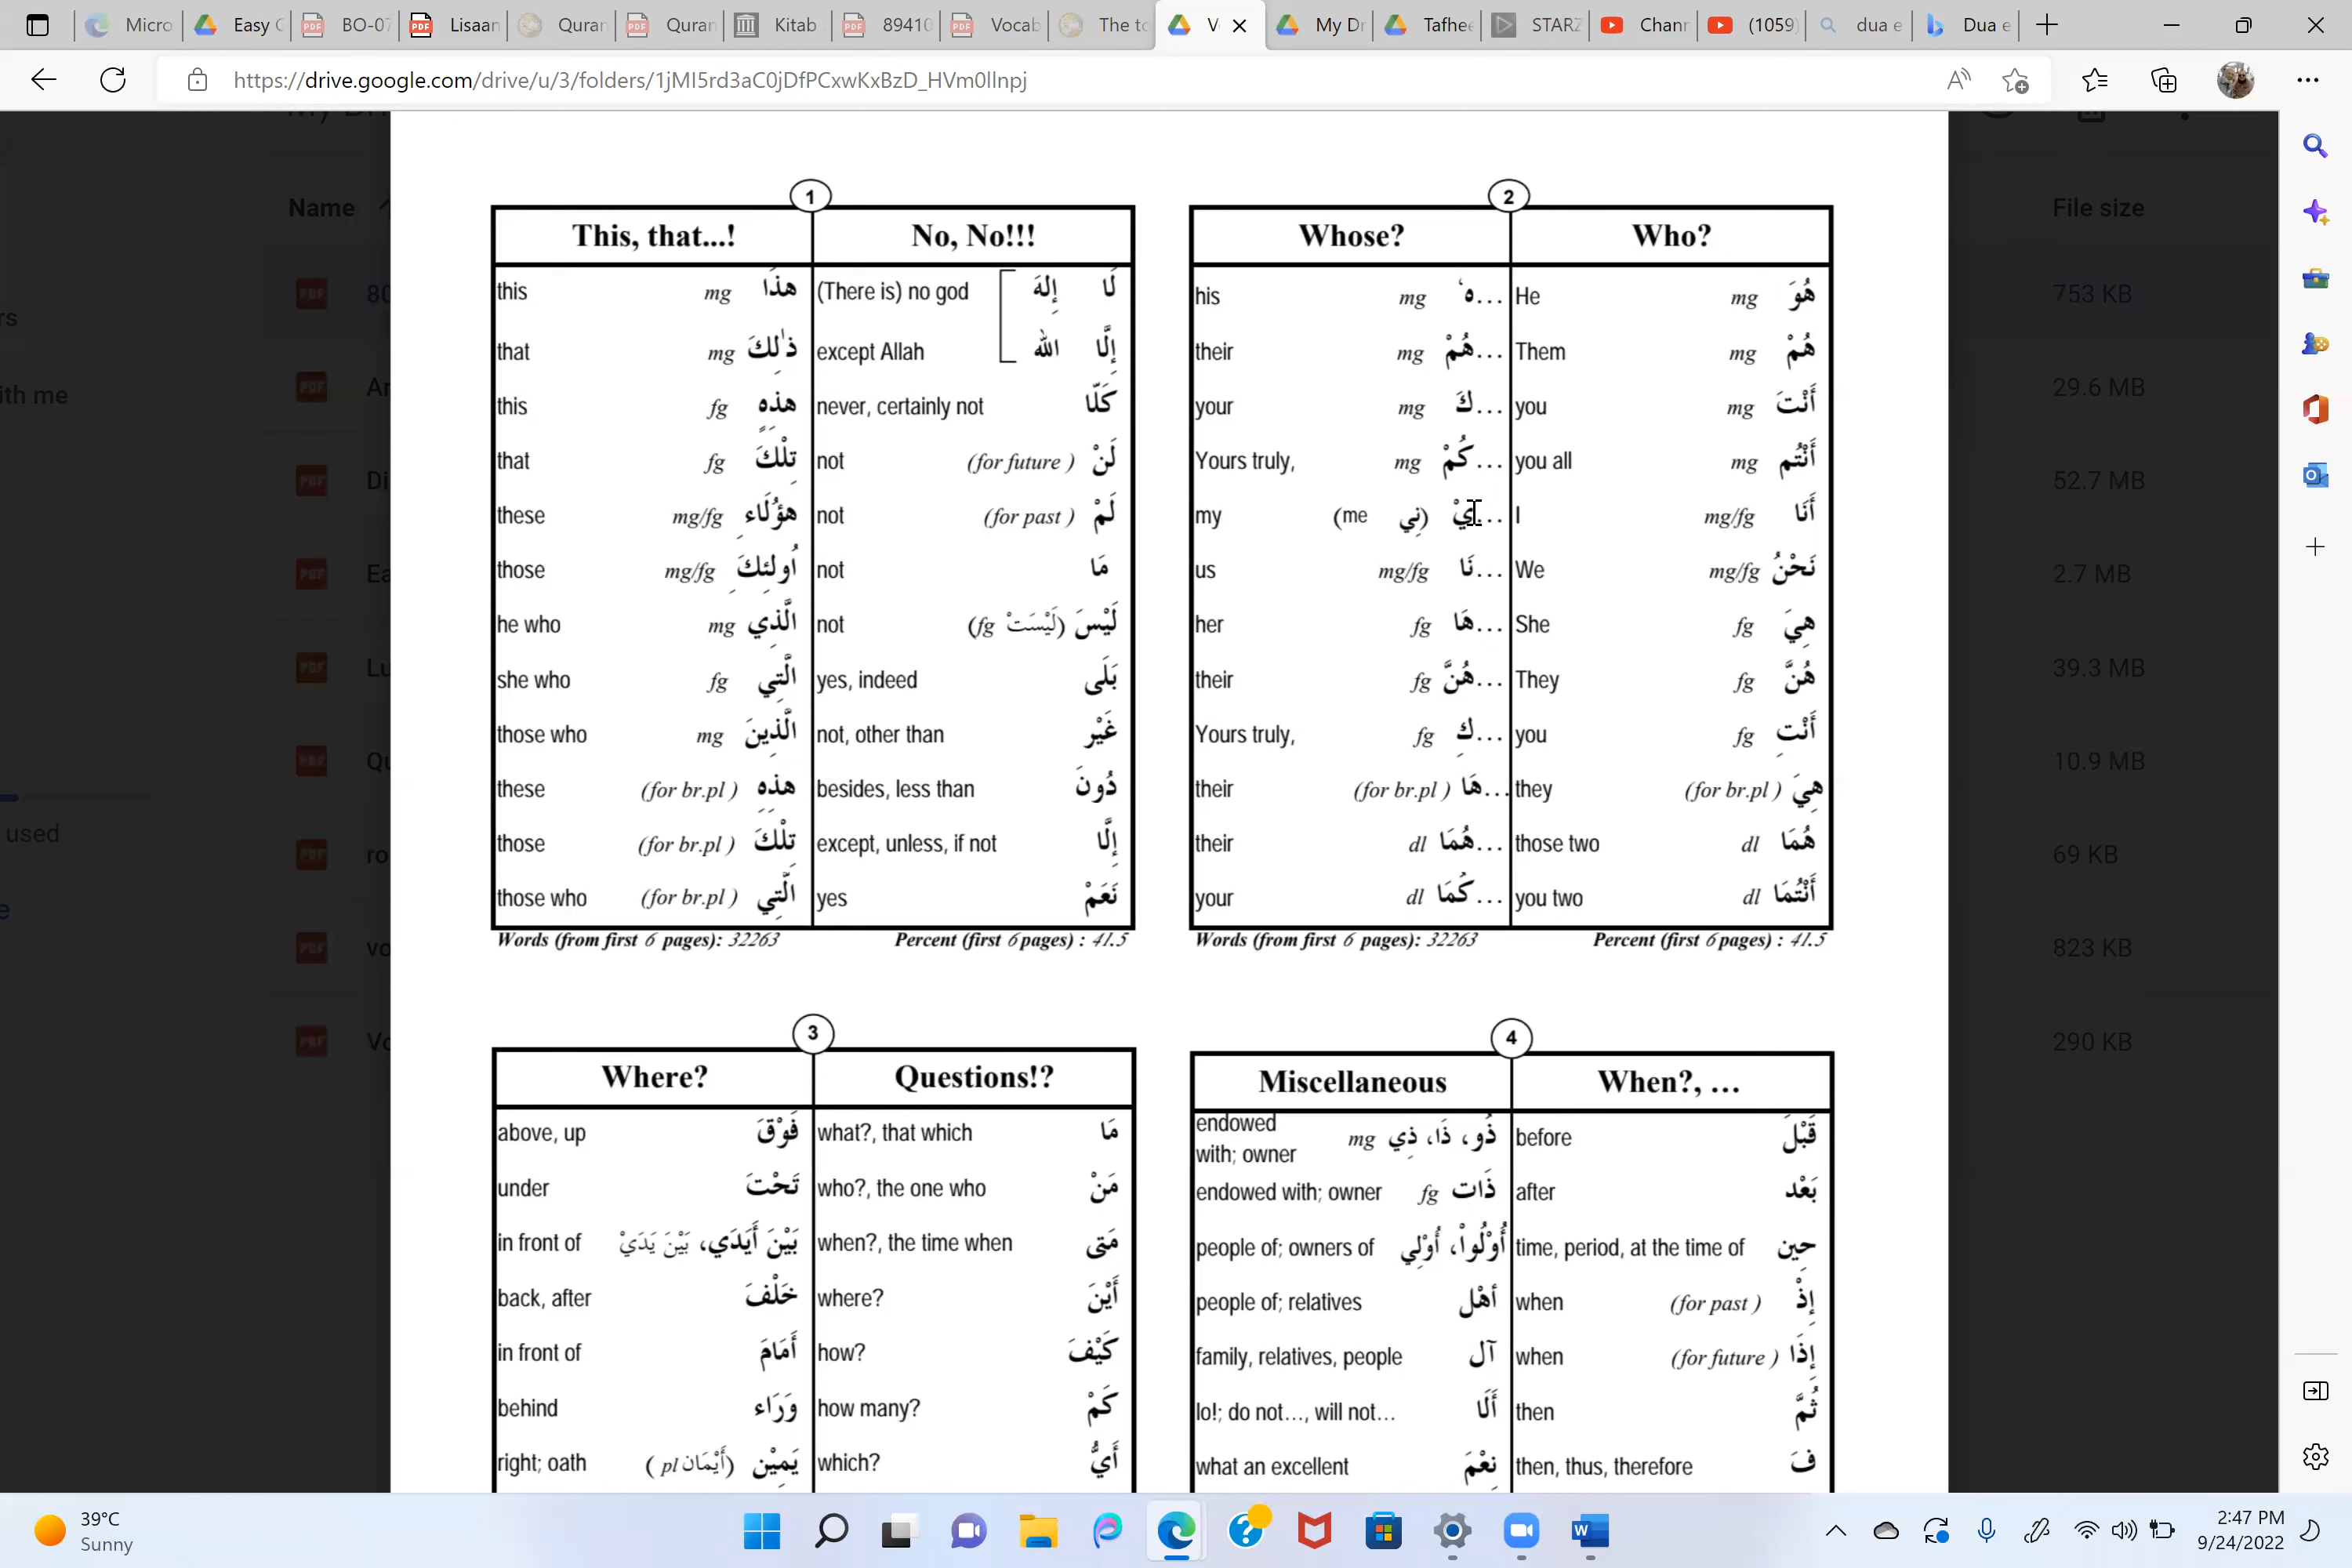 Micro
Easy C
BO-07
Lisaan
Quran
Quran
Kitab
89410
Vocab
The to
V
My Dr
Tafhee
STARZ
Chann
(1059)
dua e
Dua e
https://drive.google.com/drive/u/3/folders/1jMI5rd3aC0jDfPCxwKxBzD_HVm0llnpj
Name
File size
753 KB
29.6 MB
52.7 MB
2.7 MB
39.3 MB
10.9 MB
69 KB
823 KB
290 KB
ith me
used
1
This, that...! No, No!!!
this mg هذَا (There is) no god لَا إِلهَ
that mg ذٰلِكَ except Allah إِلَّا الله
this fg هذِهِ never, certainly not كَلَّا
that fg تِلْكَ not (for future ) لَنْ
these mg/fg هؤُلَاءِ not (for past ) لَمْ
those mg/fg أُولئِكَ not مَا
he who mg الَّذِي not (fg لَيْسَتْ) لَيْسَ
she who fg الَّتِي yes, indeed بَلَى
those who mg الَّذِينَ not, other than غَيْر
these (for br.pl ) هذِهِ besides, less than دُونَ
those (for br.pl ) تِلْكَ except, unless, if not إِلَّا
those who (for br.pl ) الَّتِي yes نَعَمْ
Words (from first 6 pages): 32263 Percent (first 6 pages) : 41.5
2
Whose? Who?
his mg ...هُ He mg هُوَ
their mg ...هُمْ Them mg هُمْ
your mg ...كَ you mg أَنْتَ
Yours truly, mg ...كُمْ you all mg أَنْتُم
my (me نِي) ...يْ I mg/fg أَنَا
us mg/fg ...نَا We mg/fg نَحْنُ
her fg ...هَا She fg هِيَ
their fg ...هُنَّ They fg هُنَّ
Yours truly, fg ...كِ you fg أَنْتِ
their (for br.pl ) ...هَا they (for br.pl ) هِيَ
their dl ...هُمَا those two dl هُمَا
your dl ...كُمَا you two dl أَنْتُمَا
Words (from first 6 pages): 32263 Percent (first 6 pages) : 41.5
3
Where? Questions!?
above, up فَوْقَ what?, that which مَا
under تَحْتَ who?, the one who مَنْ
in front of بَيْنَ أَيْدَي، بَيْنَ يَدَيْ when?, the time when مَتى
back, after خَلْفَ where? أَيْنَ
in front of أَمَامَ how? كَيْفَ
behind وَرَاء how many? كَمْ
right; oath ( pl أَيْمَان) يَمِيْن which? أَيُّ
4
Miscellaneous When?, …
endowed with; owner mg ذُو، ذَا، ذِي before قَبْلَ
endowed with; owner fg ذَات after بَعْد
people of; owners of أُوْلُواْ، أُوْلِي time, period, at the time of حِين
people of; relatives أَهْل when (for past ) إِذْ
family, relatives, people آل when (for future ) إِذَا
lo!; do not…, will not… أَلَا then ثُمَّ
what an excellent نِعْمَ then, thus, therefore فَ
39°C
Sunny
2:47 PM
9/24/2022